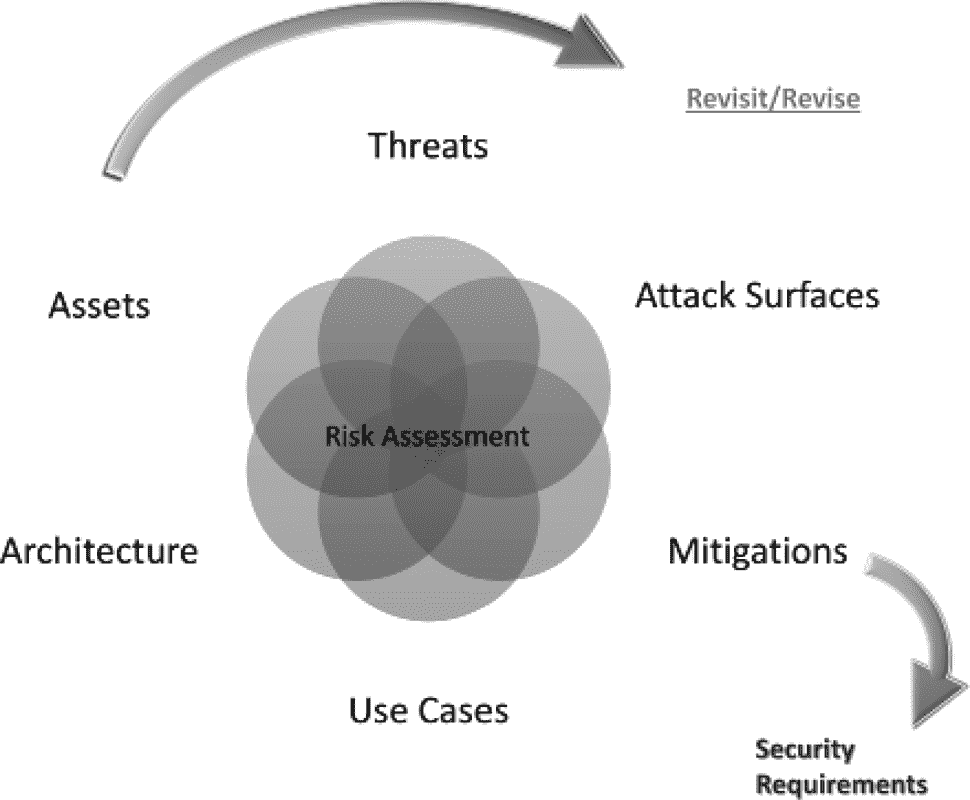 Revisit/Revise
Threats
Assets
Attack Surfaces
Risk Assessment
Architecture
Mitigations
Use Cases
Security
Requirements